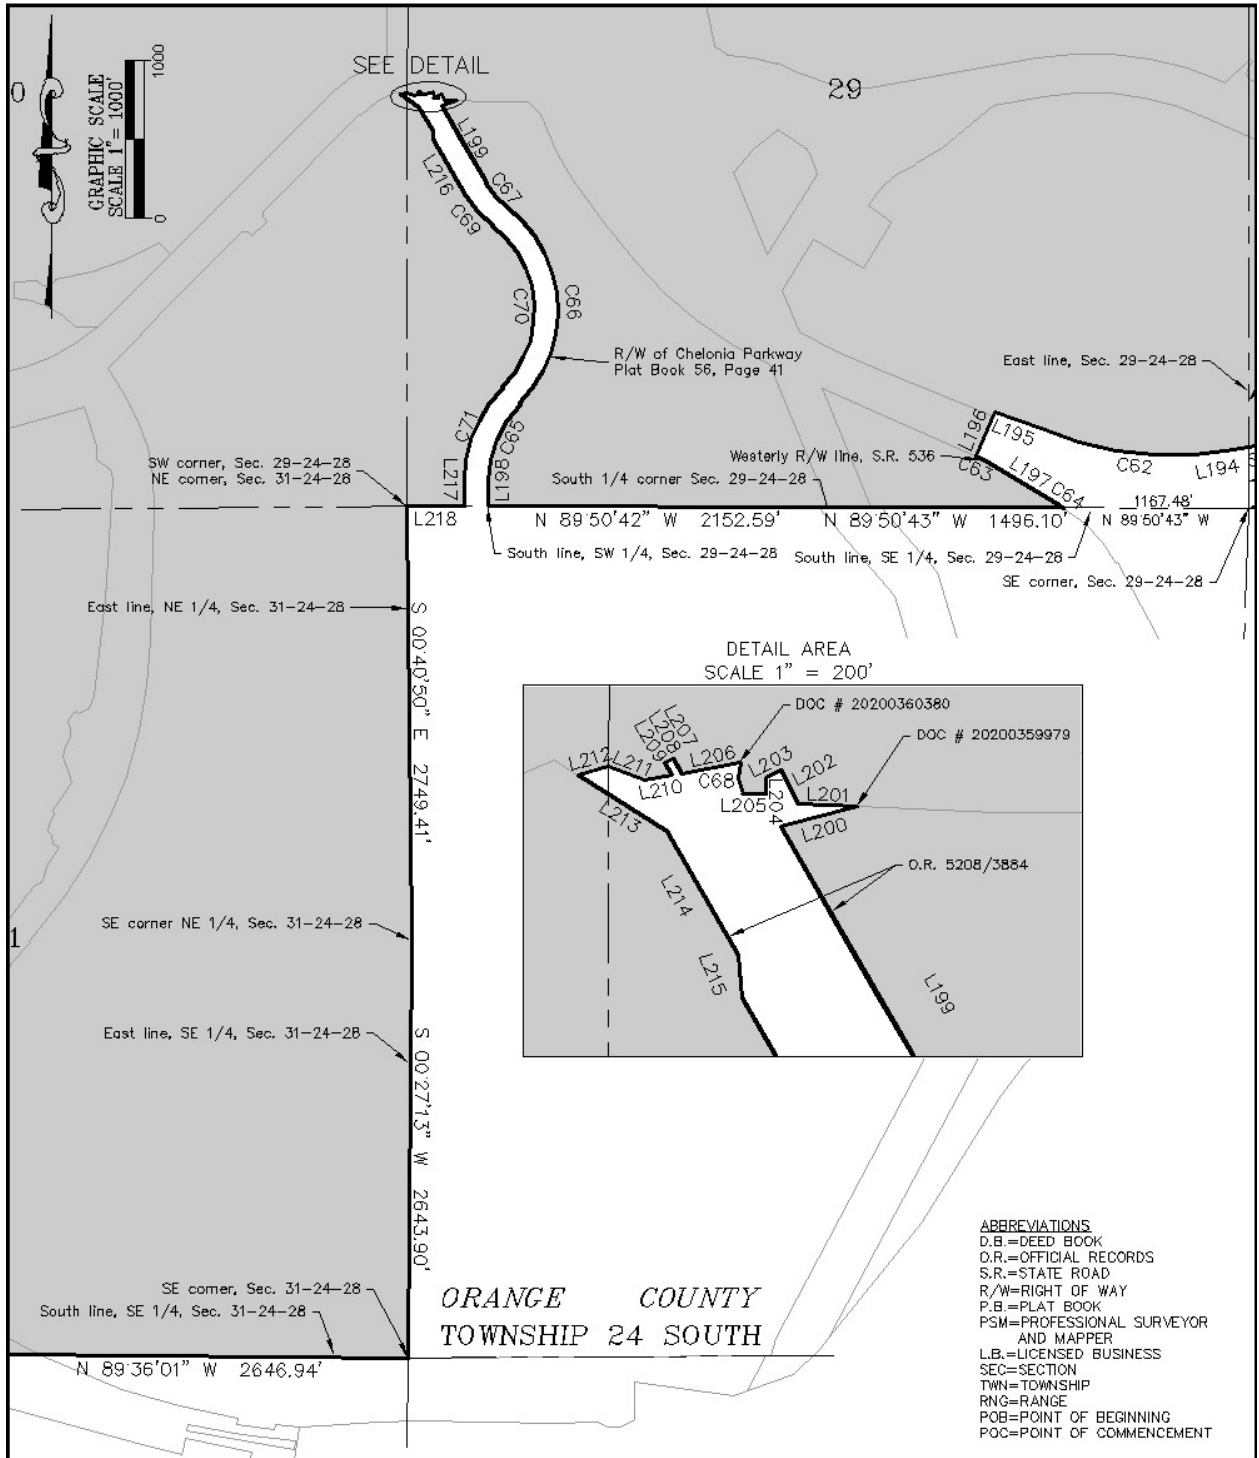 SEE DETAIL
0
29
1000
GRAPHIC SCALE
SCALE 1" = 1000'
0
L199
C67
L216
C69
C70
C66
R/W of Chelonia Parkway
Plat Book 56, Page 41
East line, Sec. 29-24-28
L196
L195
C71
C65
Westerly R/W line, S.R. 536
C63
L197
C64
C62
L194
SW corner, Sec. 29-24-28
NE corner, Sec. 31-24-28
L217
L198
South 1/4 corner Sec. 29-24-28
1167.48'
L218
N 89°50'42" W 2152.59'
N 89°50'43" W 1496.10'
N 89°50'43" W
South line, SW 1/4, Sec. 29-24-28
South line, SE 1/4, Sec. 29-24-28
SE corner, Sec. 29-24-28
East line, NE 1/4, Sec. 31-24-28
S 00°40'50" E 2749.41'
DETAIL AREA
SCALE 1" = 200'
DOC # 20200360380
DOC # 20200359979
L207
L208
L209
L212
L211
L210
L206
C68
L203
L202
L205
L204
L201
L200
L213
O.R. 5208/3884
L214
L215
L199
SE corner NE 1/4, Sec. 31-24-28
1
East line, SE 1/4, Sec. 31-24-28
S 00°27'13" W 2643.90'
SE corner, Sec. 31-24-28
South line, SE 1/4, Sec. 31-24-28
N 89°36'01" W 2646.94'
ORANGE COUNTY
TOWNSHIP 24 SOUTH
ABBREVIATIONS
D.B.=DEED BOOK
O.R.=OFFICIAL RECORDS
S.R.=STATE ROAD
R/W=RIGHT OF WAY
P.B.=PLAT BOOK
PSM=PROFESSIONAL SURVEYOR
AND MAPPER
L.B.=LICENSED BUSINESS
SEC=SECTION
TWN=TOWNSHIP
RNG=RANGE
POB=POINT OF BEGINNING
POC=POINT OF COMMENCEMENT